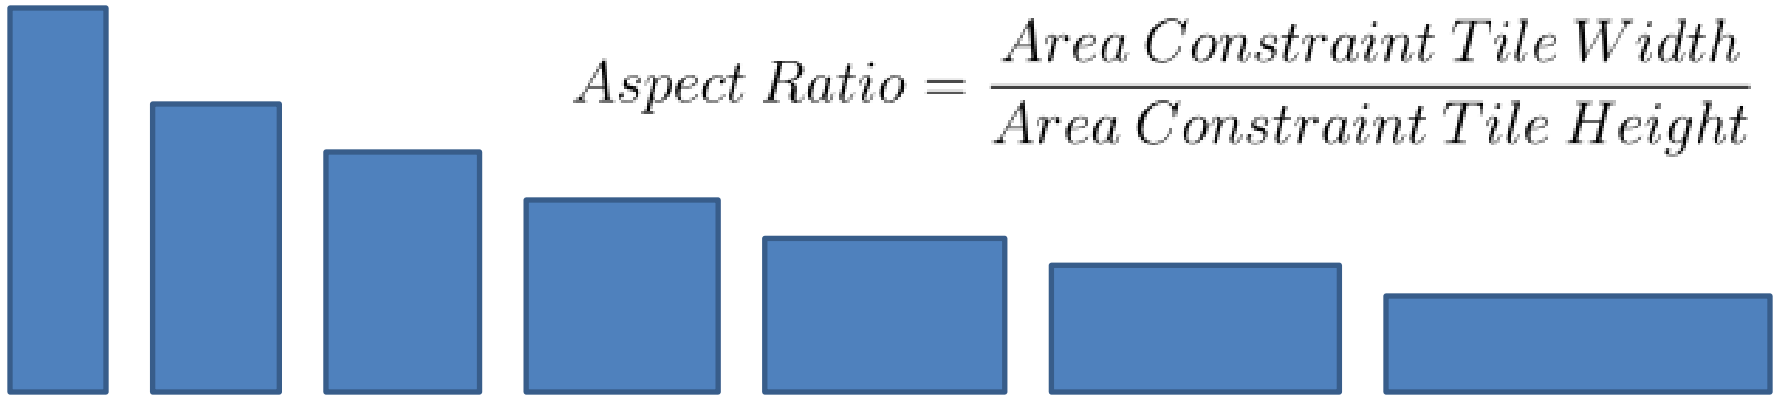 Aspect Ratio = Area Constraint Tile Width
Area Constraint Tile Height